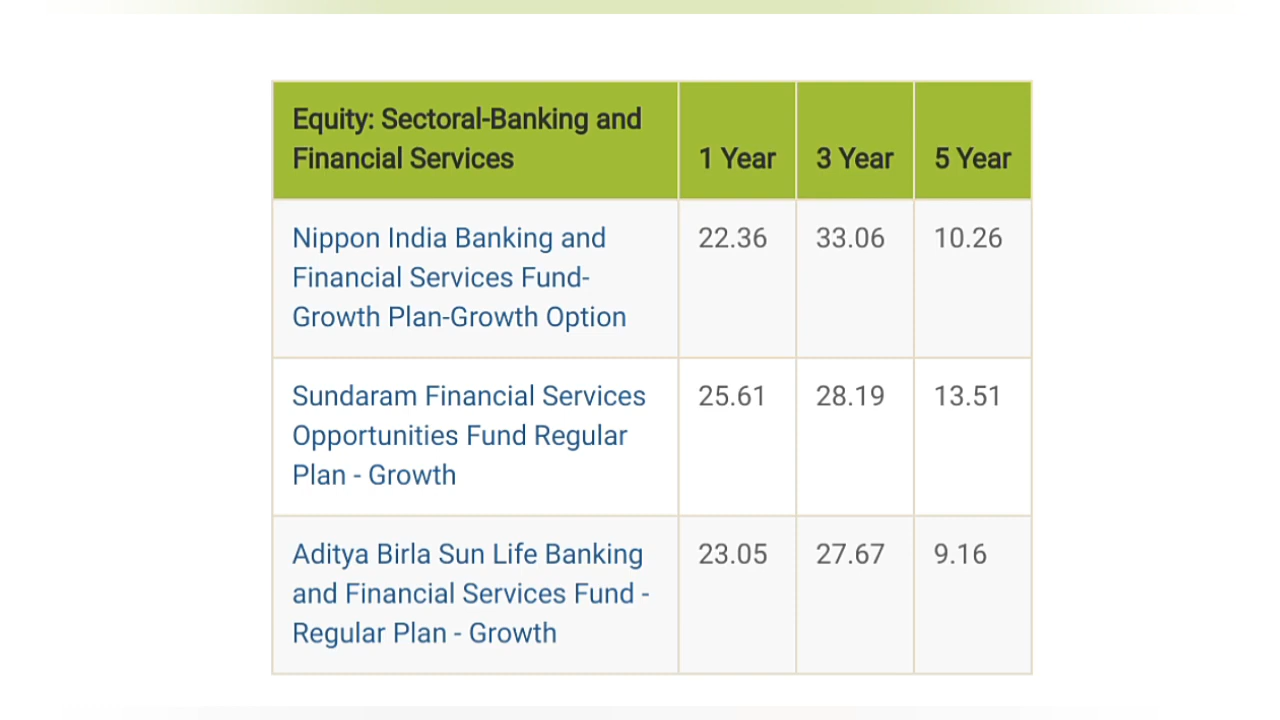 Equity: Sectoral-Banking and
Financial Services
1 Year
3 Year
5 Year
Nippon India Banking and
Financial Services Fund-
Growth Plan-Growth Option
22.36
33.06
10.26
Sundaram Financial Services
Opportunities Fund Regular
Plan - Growth
25.61
28.19
13.51
Aditya Birla Sun Life Banking
and Financial Services Fund -
Regular Plan - Growth
23.05
27.67
9.16